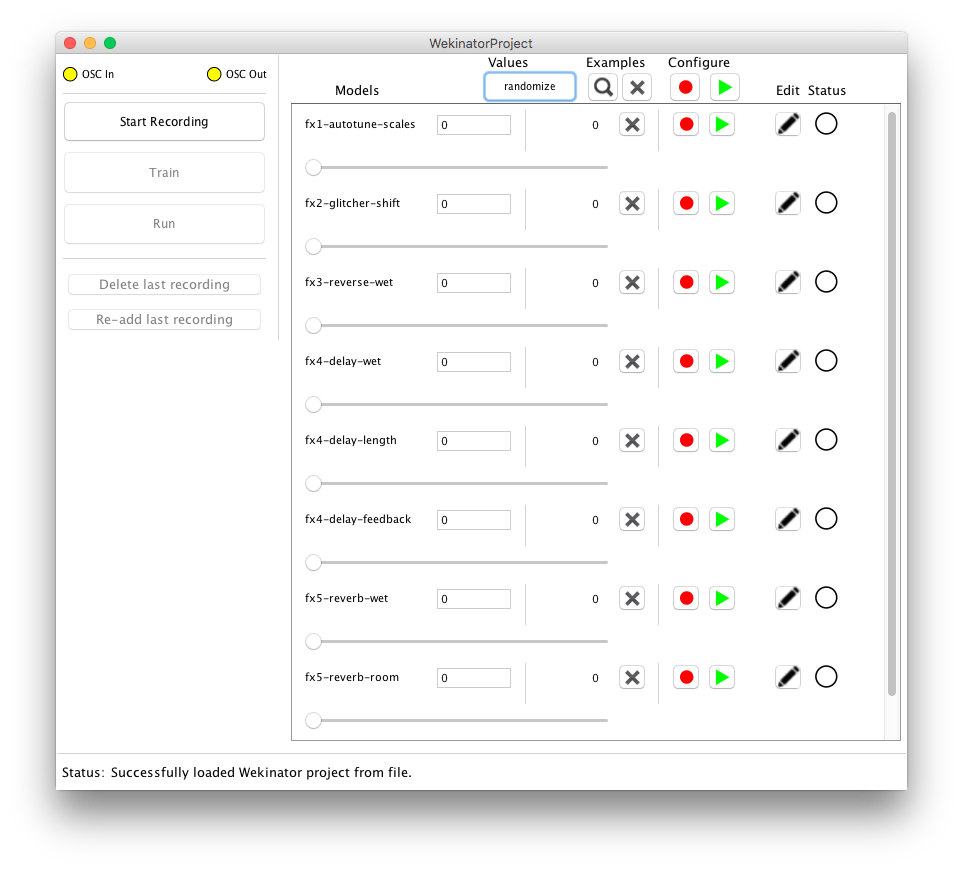 WekinatorProject
OSC In OSC Out
Start Recording
Train
Run
Delete last recording
Re-add last recording
Values Examples Configure
Models randomize Edit Status
fx1-autotune-scales 0 0
fx2-glitcher-shift 0 0
fx3-reverse-wet 0 0
fx4-delay-wet 0 0
fx4-delay-length 0 0
fx4-delay-feedback 0 0
fx5-reverb-wet 0 0
fx5-reverb-room 0 0
Status: Successfully loaded Wekinator project from file.